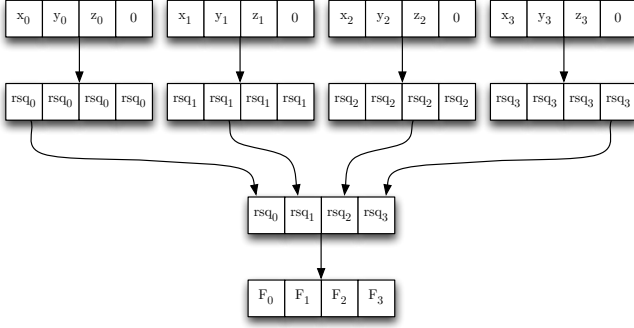 x₀ y₀ z₀ 0 x₁ y₁ z₁ 0 x₂ y₂ z₂ 0 x₃ y₃ z₃ 0
rsq₀ rsq₀ rsq₀ rsq₀ rsq₁ rsq₁ rsq₁ rsq₁ rsq₂ rsq₂ rsq₂ rsq₂ rsq₃ rsq₃ rsq₃ rsq₃
rsq₀ rsq₁ rsq₂ rsq₃
F₀ F₁ F₂ F₃